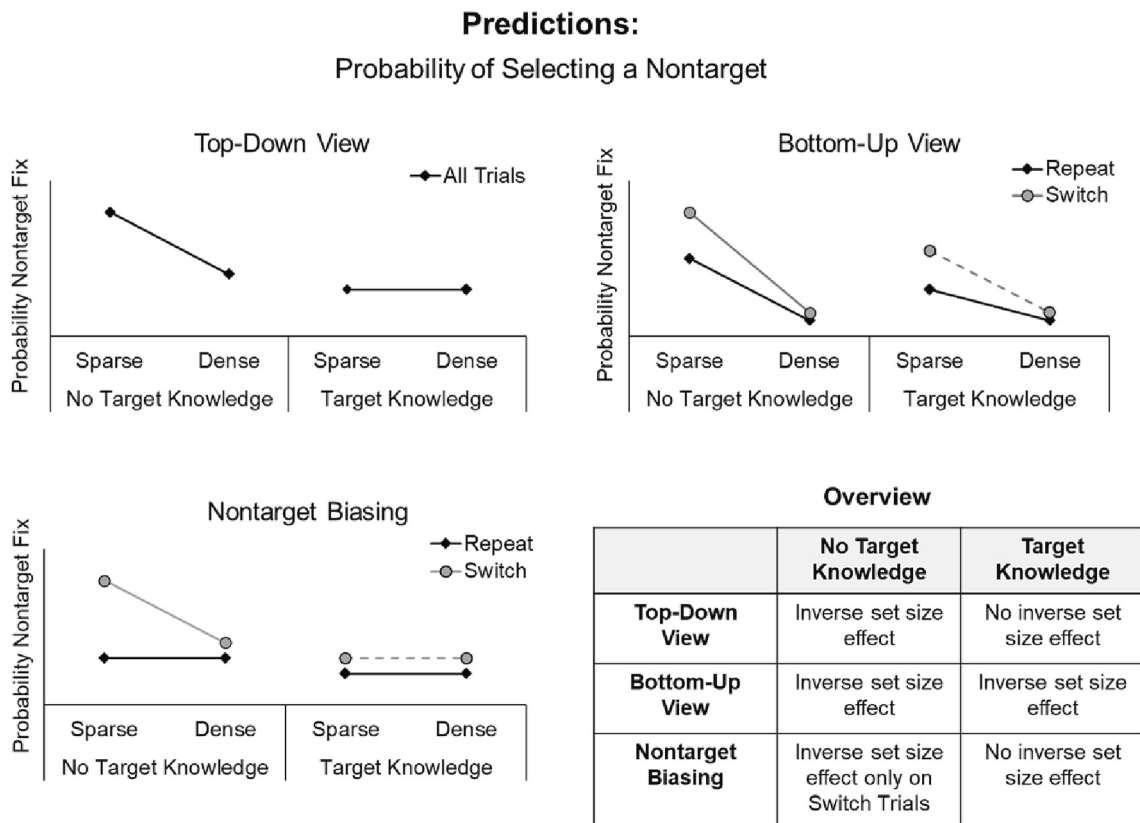 Predictions:
Probability of Selecting a Nontarget
Top-Down View
Probability Nontarget Fix
All Trials
Sparse Dense Sparse Dense
No Target Knowledge Target Knowledge
Bottom-Up View
Probability Nontarget Fix
Repeat
Switch
Sparse Dense Sparse Dense
No Target Knowledge Target Knowledge
Nontarget Biasing
Probability Nontarget Fix
Repeat
Switch
Sparse Dense Sparse Dense
No Target Knowledge Target Knowledge
Overview
No Target Target
Knowledge Knowledge
Top-Down Inverse set size No inverse set
View effect size effect
Bottom-Up Inverse set size Inverse set size
View effect effect
Nontarget Inverse set size No inverse set
Biasing effect only on size effect
Switch Trials